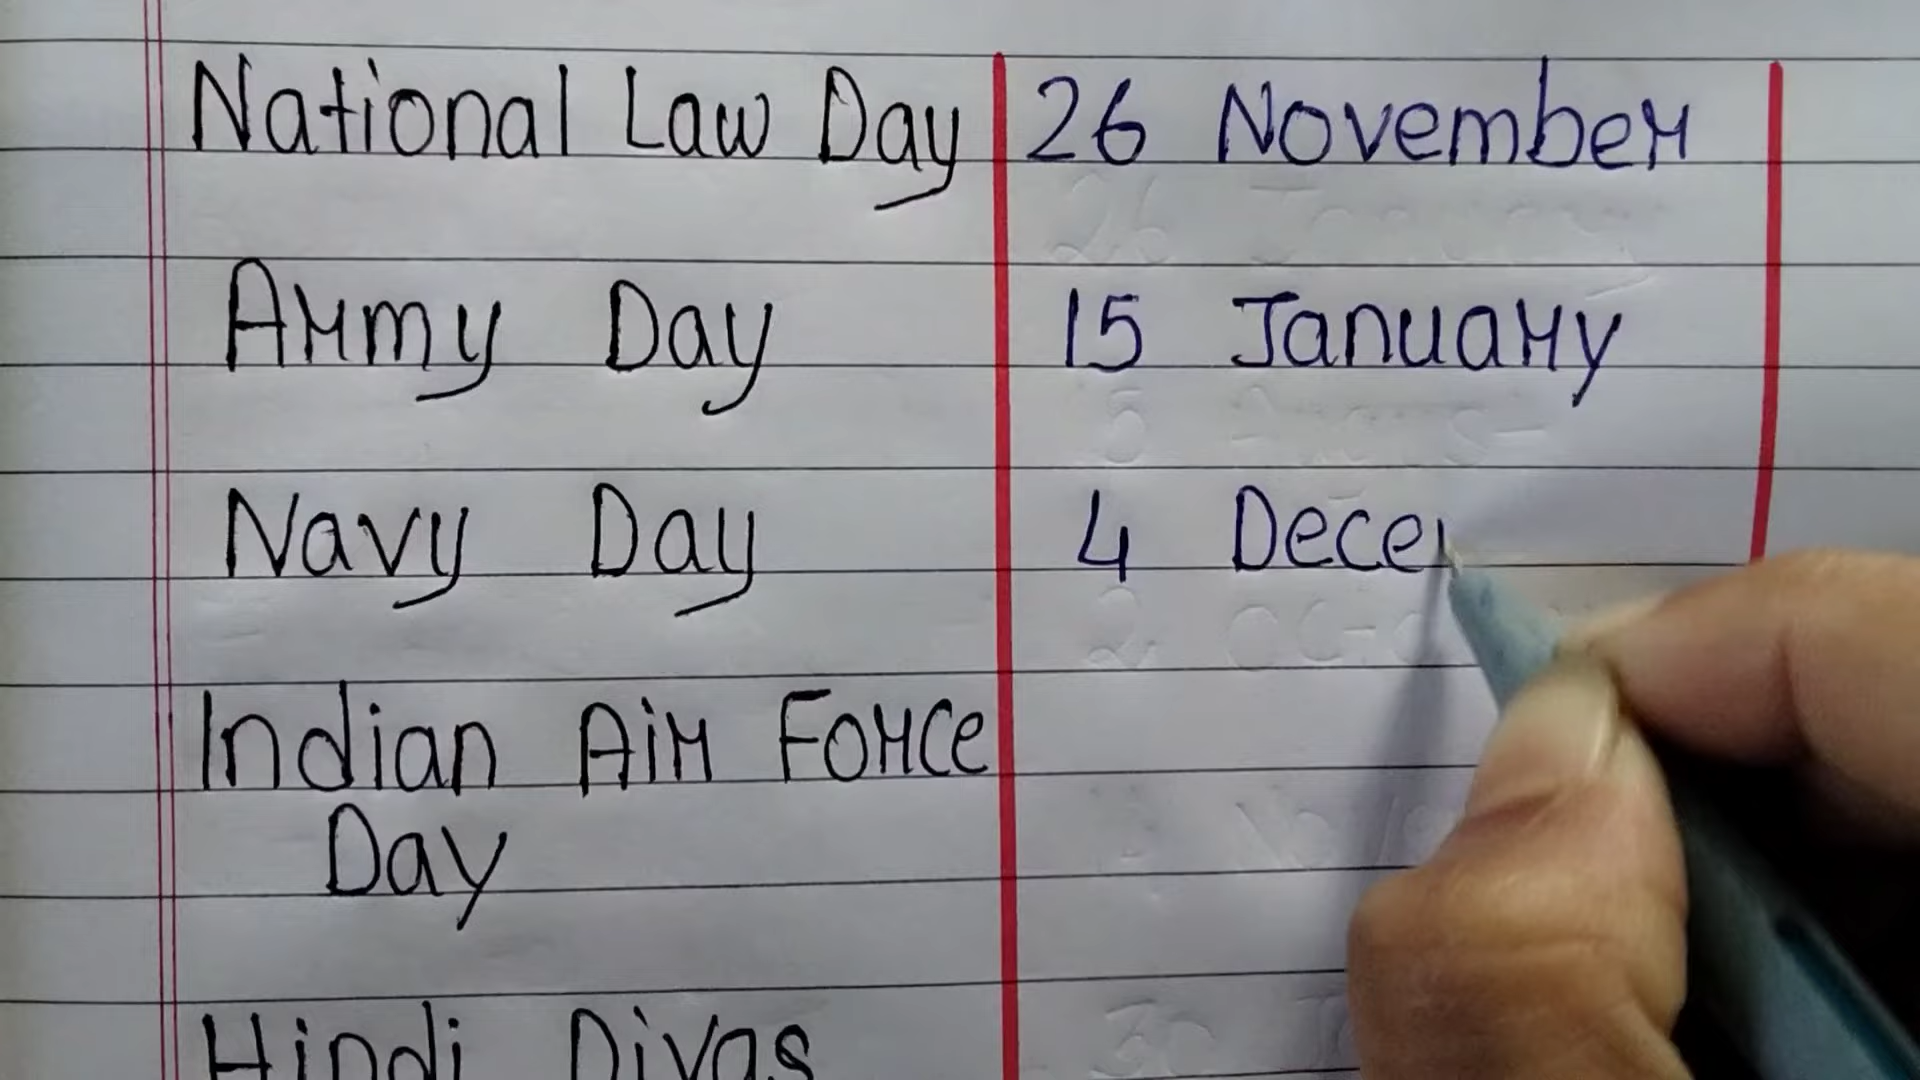 National Law Day 26 November
Army Day 15 January
Navy Day 4 Dece
Indian Air Force
Day
Hindi Divas